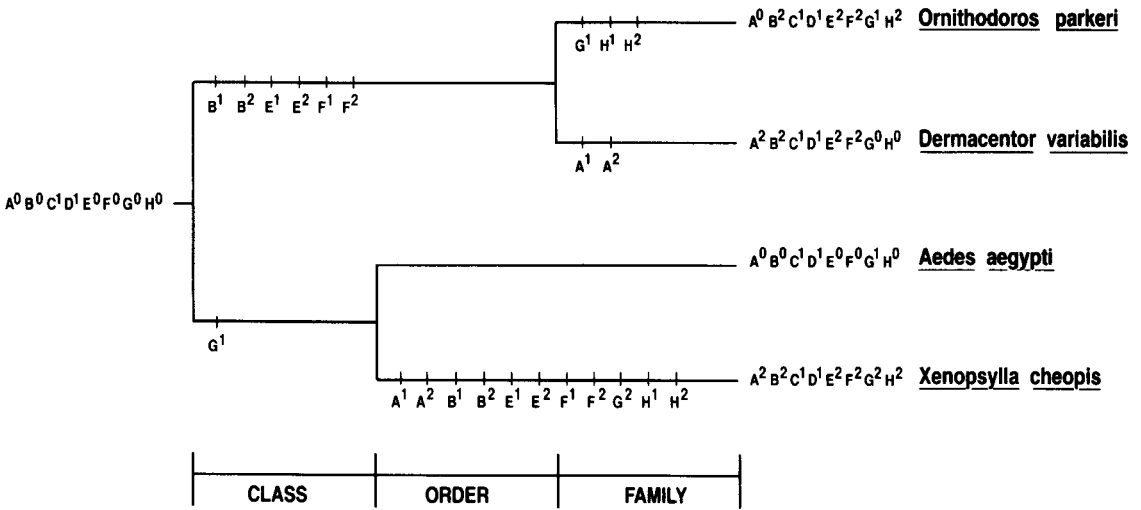 A⁰ B² C¹ D¹ E² F² G¹ H² Ornithodoros parkeri
G¹ H¹ H²
B¹ B² E¹ E² F¹ F²
A² B² C¹ D¹ E² F² G⁰ H⁰ Dermacentor variabilis
A¹ A²
A⁰ B⁰ C¹ D¹ E⁰ F⁰ G⁰ H⁰
A⁰ B⁰ C¹ D¹ E⁰ F⁰ G¹ H⁰ Aedes aegypti
G¹
A² B² C¹ D¹ E² F² G² H² Xenopsylla cheopis
A¹ A² B¹ B² E¹ E² F¹ F² G² H¹ H²
CLASS ORDER FAMILY